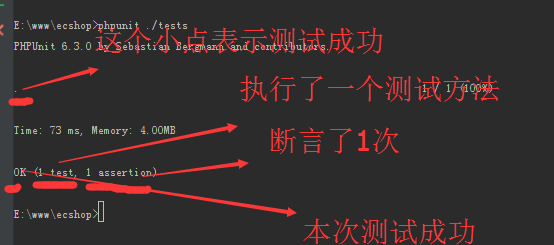 E:\www\ecshop>phpunit ./tests
这个小点表示测试成功
PHPUnit 6.3.0 by Sebastian Bergmann and contributors.
.
1 / 1 (100%)
执行了一个测试方法
Time: 73 ms, Memory: 4.00MB
断言了1次
OK (1 test, 1 assertion)
E:\www\ecshop>
本次测试成功